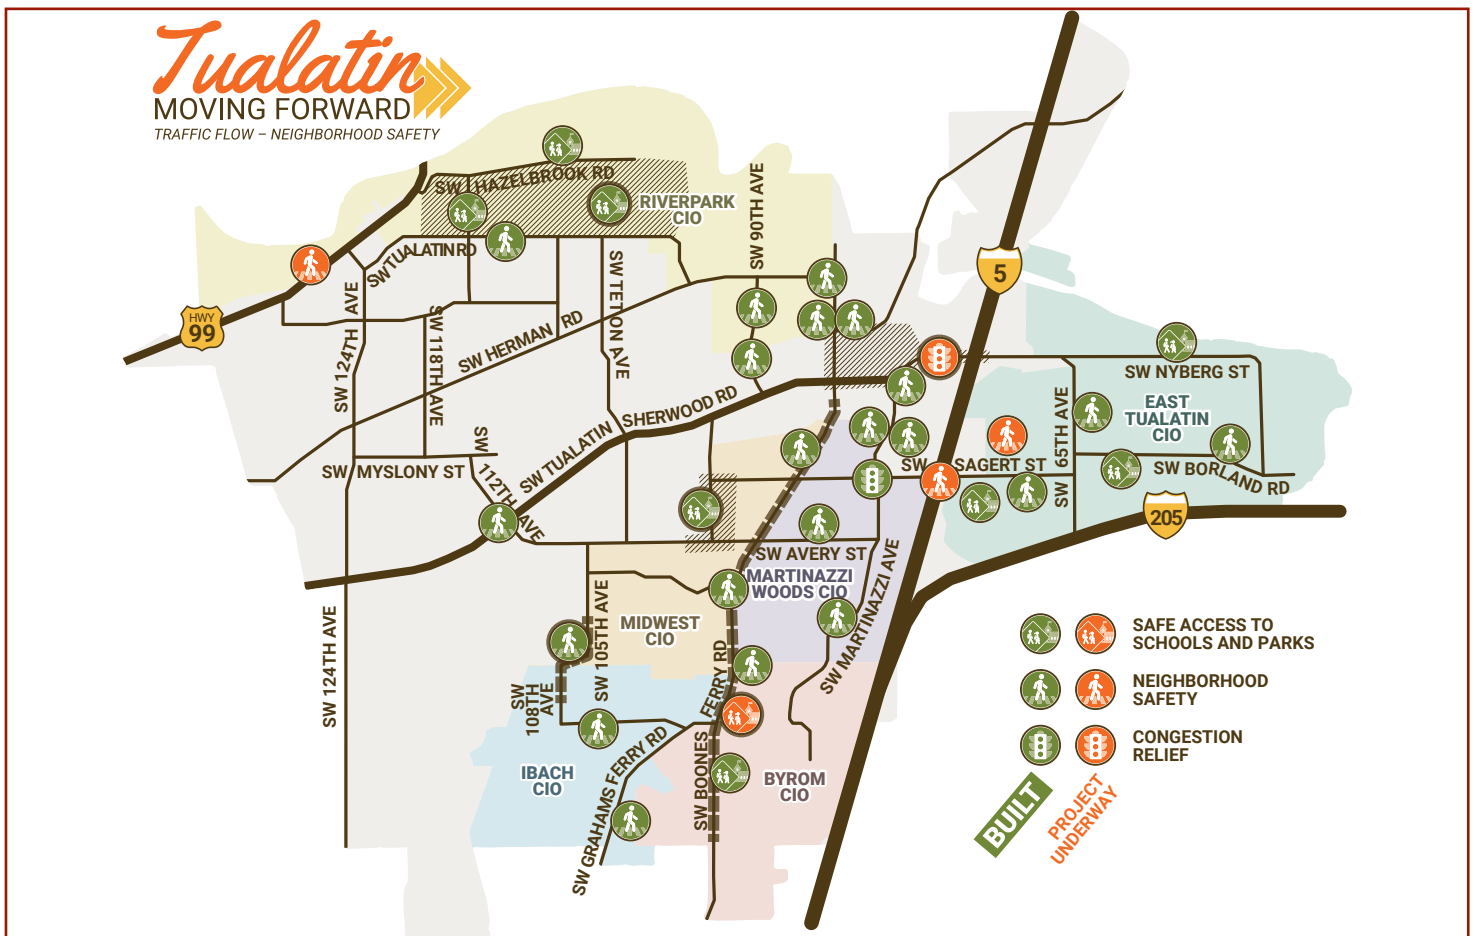 Tualatin
MOVING FORWARD
TRAFFIC FLOW – NEIGHBORHOOD SAFETY
SW HAZELBROOK RD
RIVERPARK
CIO
SW 90TH AVE
SW TUALATIN RD
SW TETON AVE
5
HWY
99
SW 124TH AVE
SW 118TH AVE
SW HERMAN RD
SW NYBERG ST
SW TUALATIN SHERWOOD RD
EAST
TUALATIN
CIO
SW 65TH AVE
SW MYSLONY ST
SW 112TH AVE
SW SAGERT ST
SW BORLAND RD
205
SW AVERY ST
MARTINAZZI
WOODS CIO
SW MARTINAZZI AVE
SW 105TH AVE
MIDWEST
CIO
SW 124TH AVE
SW
108TH
AVE
SW BOONES FERRY RD
SW GRAHAMS FERRY RD
IBACH
CIO
BYROM
CIO
SAFE ACCESS TO
SCHOOLS AND PARKS
NEIGHBORHOOD
SAFETY
CONGESTION
RELIEF
BUILT
PROJECT
UNDERWAY